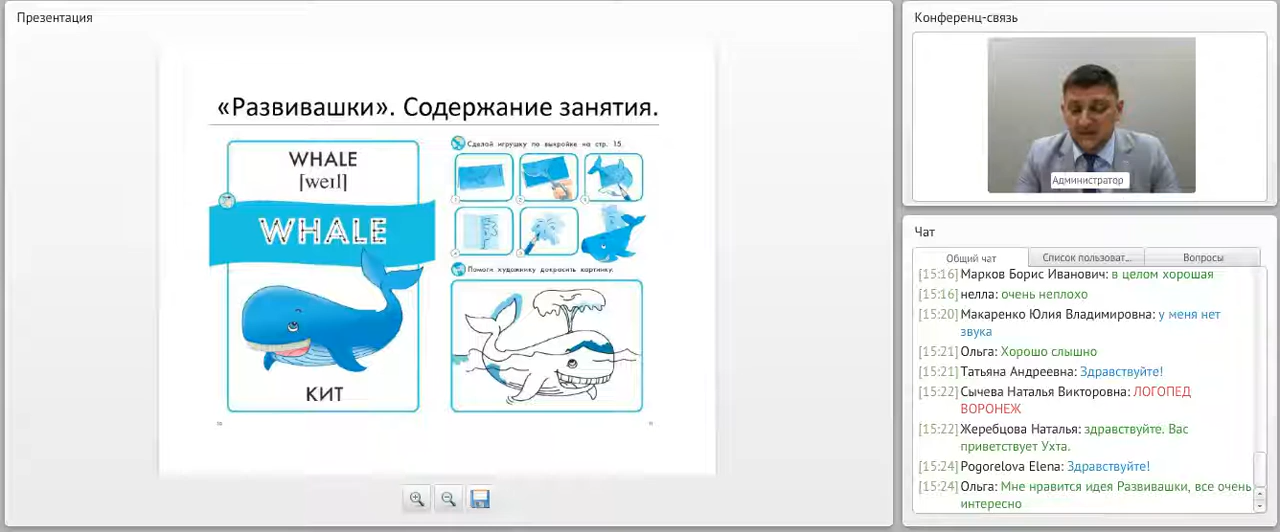 Презентация
«Развивашки». Содержание занятия.
WHALE
[weɪl]
WHALE
КИТ
Сделай игрушку по выкройке на стр. 15.
Помоги художнику докрасить картинку.
Конференц-связь
Администратор
Чат
Общий чат
Список пользоват...
Вопросы
[15:16] Марков Борис Иванович: в целом хорошая
[15:16] нелла: очень неплохо
[15:20] Макаренко Юлия Владимировна: у меня нет
звука
[15:21] Ольга: Хорошо слышно
[15:21] Татьяна Андреевна: Здравствуйте!
[15:22] Сычева Наталья Викторовна: ЛОГОПЕД
ВОРОНЕЖ
[15:22] Жеребцова Наталья: здравствуйте. Вас
приветствует Ухта.
[15:24] Pogorelova Elena: Здравствуйте!
[15:24] Ольга: Мне нравится идея Развивашки, все очень
интересно